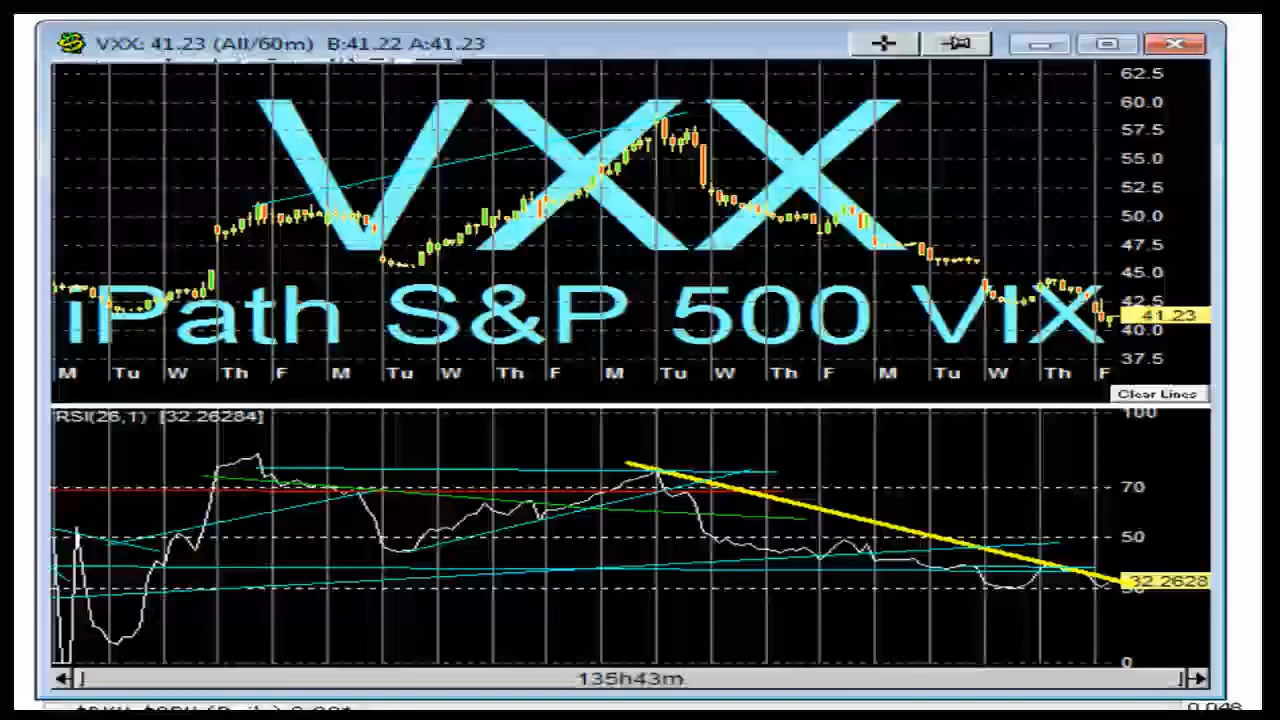 VXX: 41.23 (All/60m) B:41.22 A:41.23
62.5
60.0
57.5
55.0
52.5
50.0
47.5
45.0
42.5
41.23
40.0
37.5
VXX
iPath S&P 500 VIX
M Tu W Th F M Tu W Th F M Tu W Th F M Tu W Th F
Clear Lines
RSI(26,1) [32.26284]
100
70
50
32.2628
30
0
135h43m
0.048